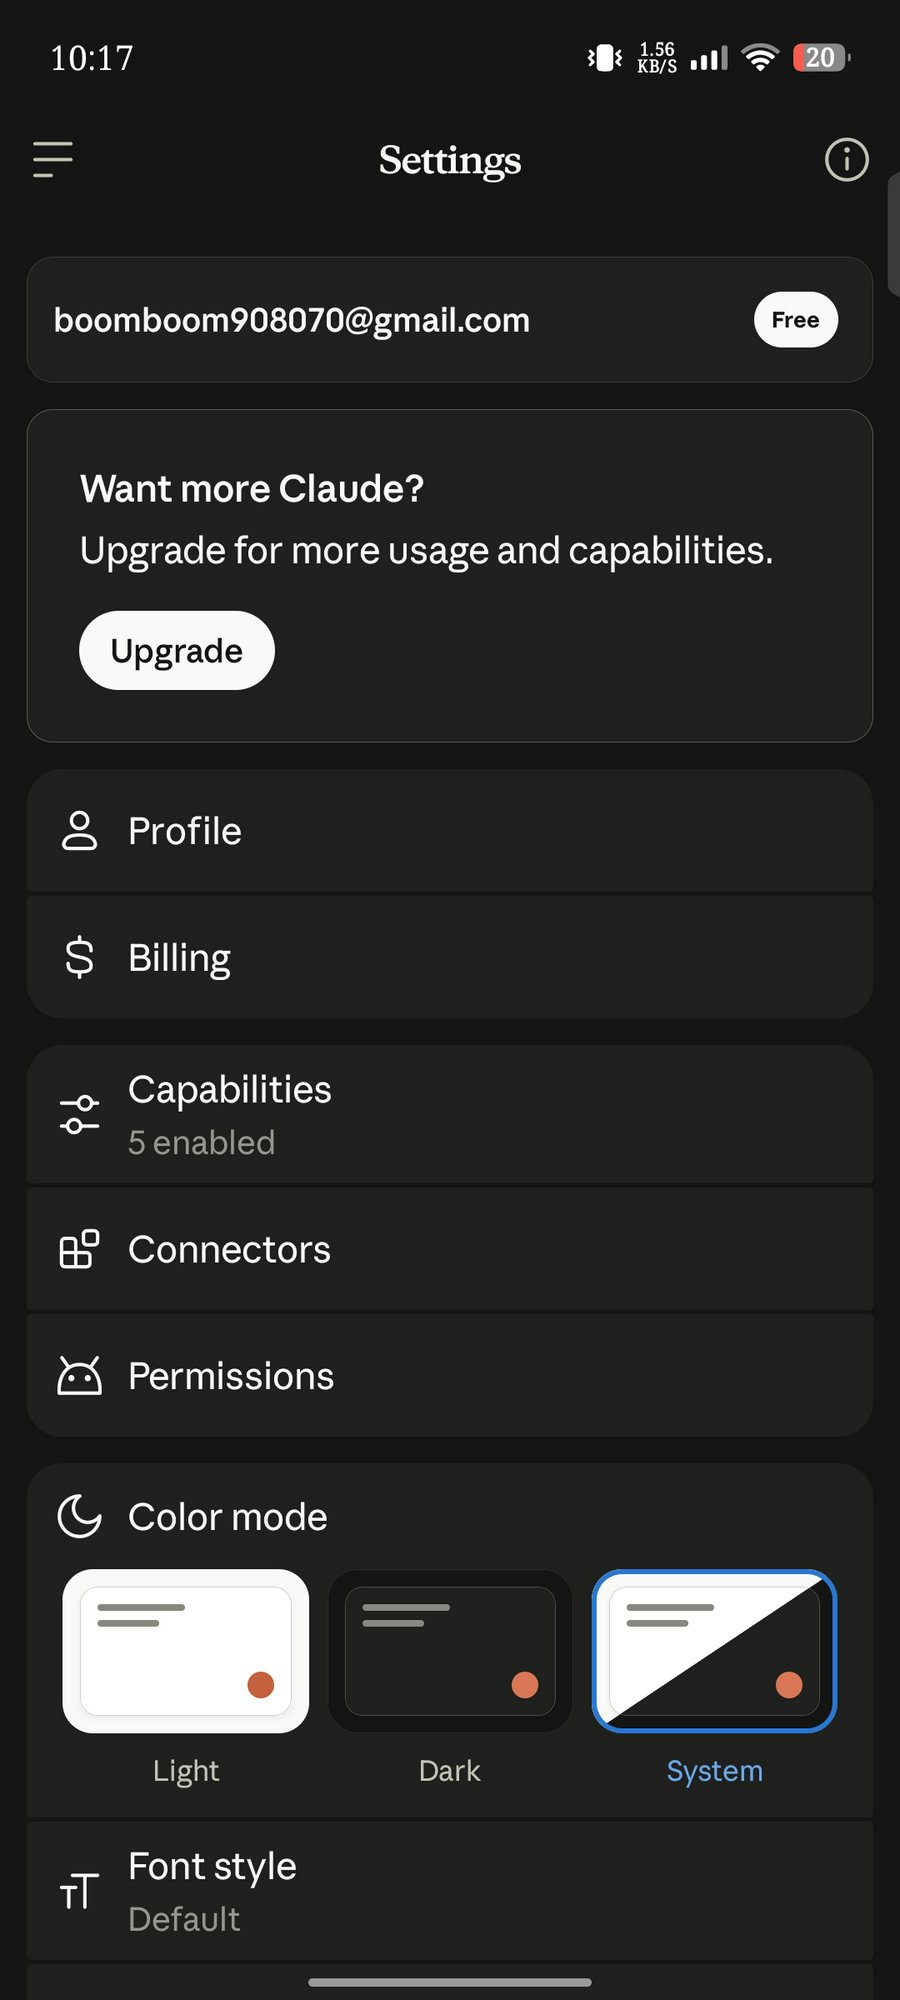 10:17
1.56
KB/S
20
Settings
boomboom908070@gmail.com
Free
Want more Claude?
Upgrade for more usage and capabilities.
Upgrade
Profile
Billing
Capabilities
5 enabled
Connectors
Permissions
Color mode
Light
Dark
System
Font style
Default